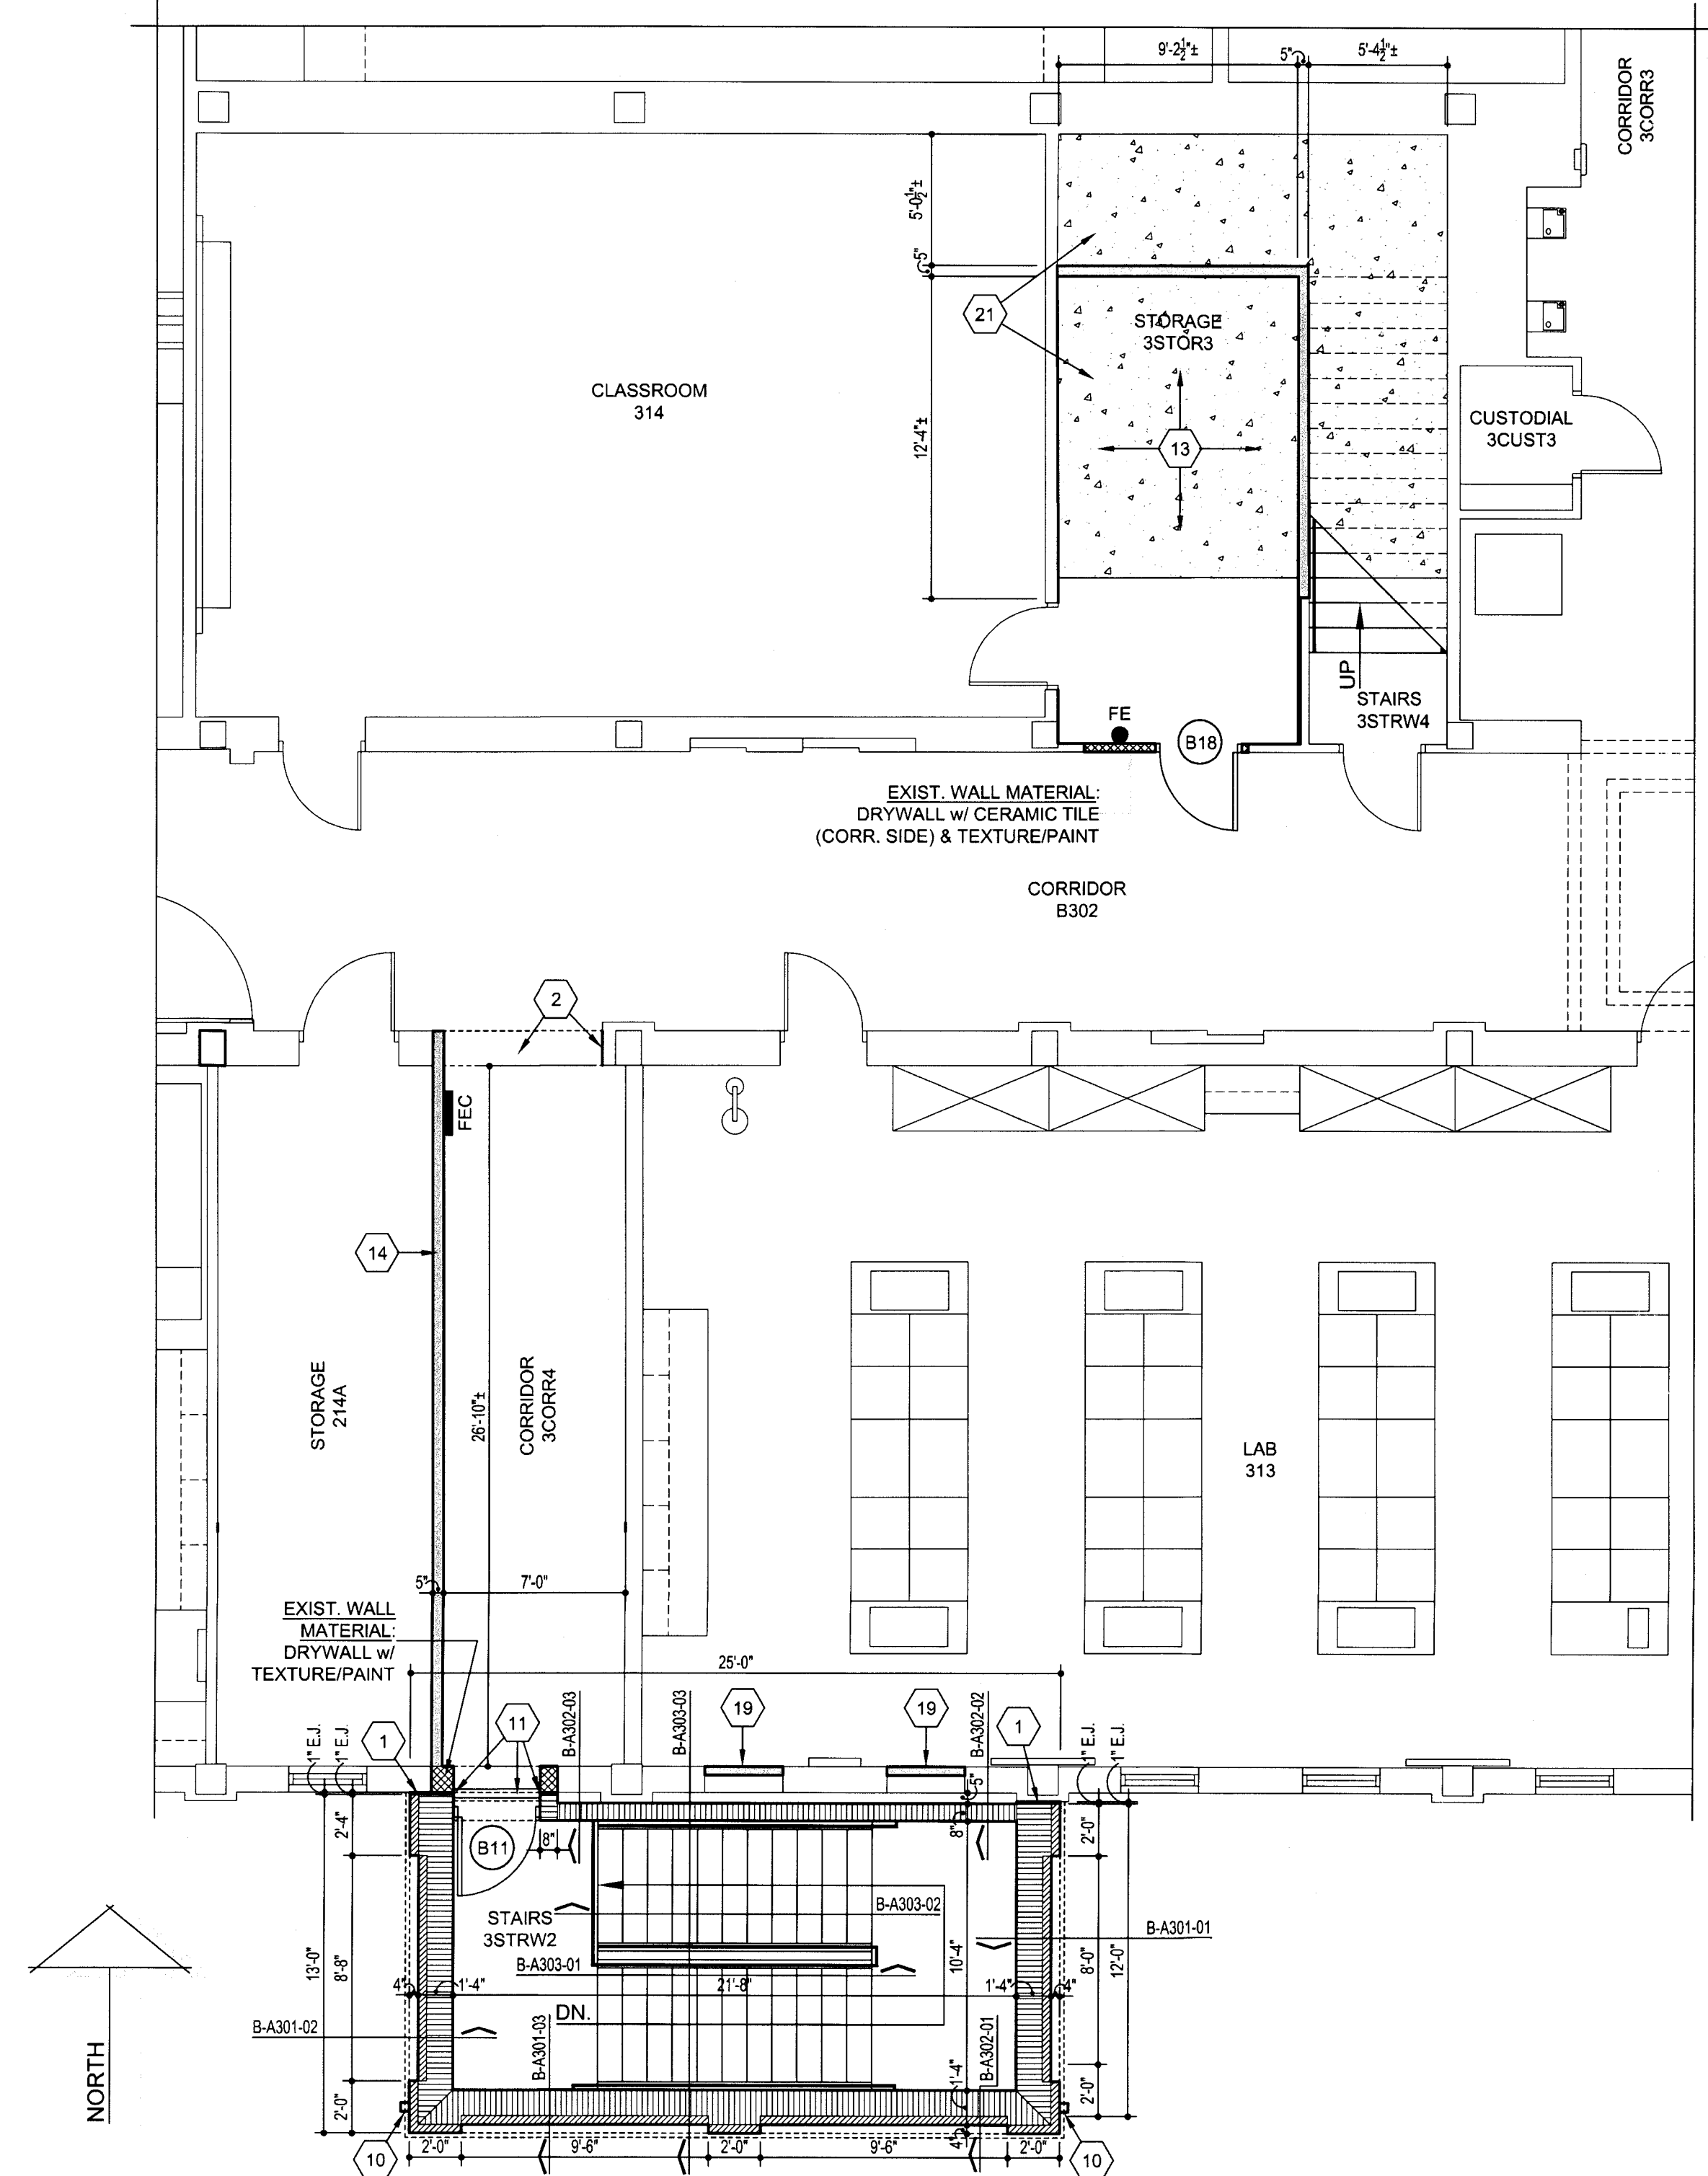 9'-2½"±
5"
5'-4½"±
CORRIDOR
3CORR3
5'-0½"±
5"
21
STORAGE
3STOR3
CLASSROOM
314
12'-4"±
13
CUSTODIAL
3CUST3
UP
STAIRS
3STRW4
FE
B18
EXIST. WALL MATERIAL:
DRYWALL w/ CERAMIC TILE
(CORR. SIDE) & TEXTURE/PAINT
CORRIDOR
B302
2
FEC
14
STORAGE
214A
26'-10"±
CORRIDOR
3CORR4
LAB
313
5"
7'-0"
EXIST. WALL
MATERIAL:
DRYWALL w/
TEXTURE/PAINT
25'-0"
1" E.J.
1" E.J.
1
11
B-A302-03
B-A303-03
19
19
B-A302-02
1
1" E.J.
1" E.J.
5"
2'-4"
B11
8"
8"
2'-0"
STAIRS
3STRW2
B-A303-02
B-A301-01
B-A303-01
13'-0"
8'-8"
10'-4"
8'-0"
12'-0"
4"
1'-4"
21'-8"
1'-4"
4"
DN.
B-A301-02
B-A301-03
B-A302-01
NORTH
2'-0"
1'-4"
2'-0"
4"
10
2'-0"
9'-6"
2'-0"
9'-6"
2'-0"
10